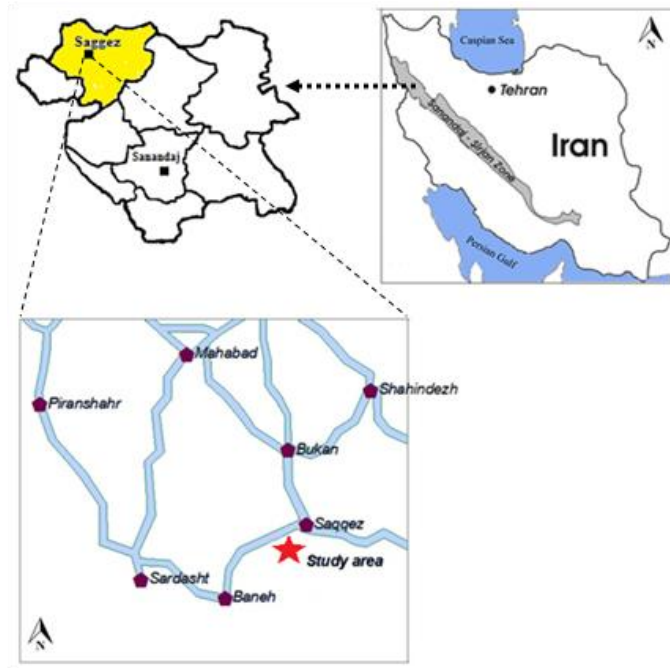 Saggez
Sanandaj
Caspian Sea
N
Tehran
Sanandaj - Sirjan Zone
Iran
Persian Gulf
Mahabad
Piranshahr
Shahindezh
Bukan
Saqqez
Study area
Sardasht
Baneh
N